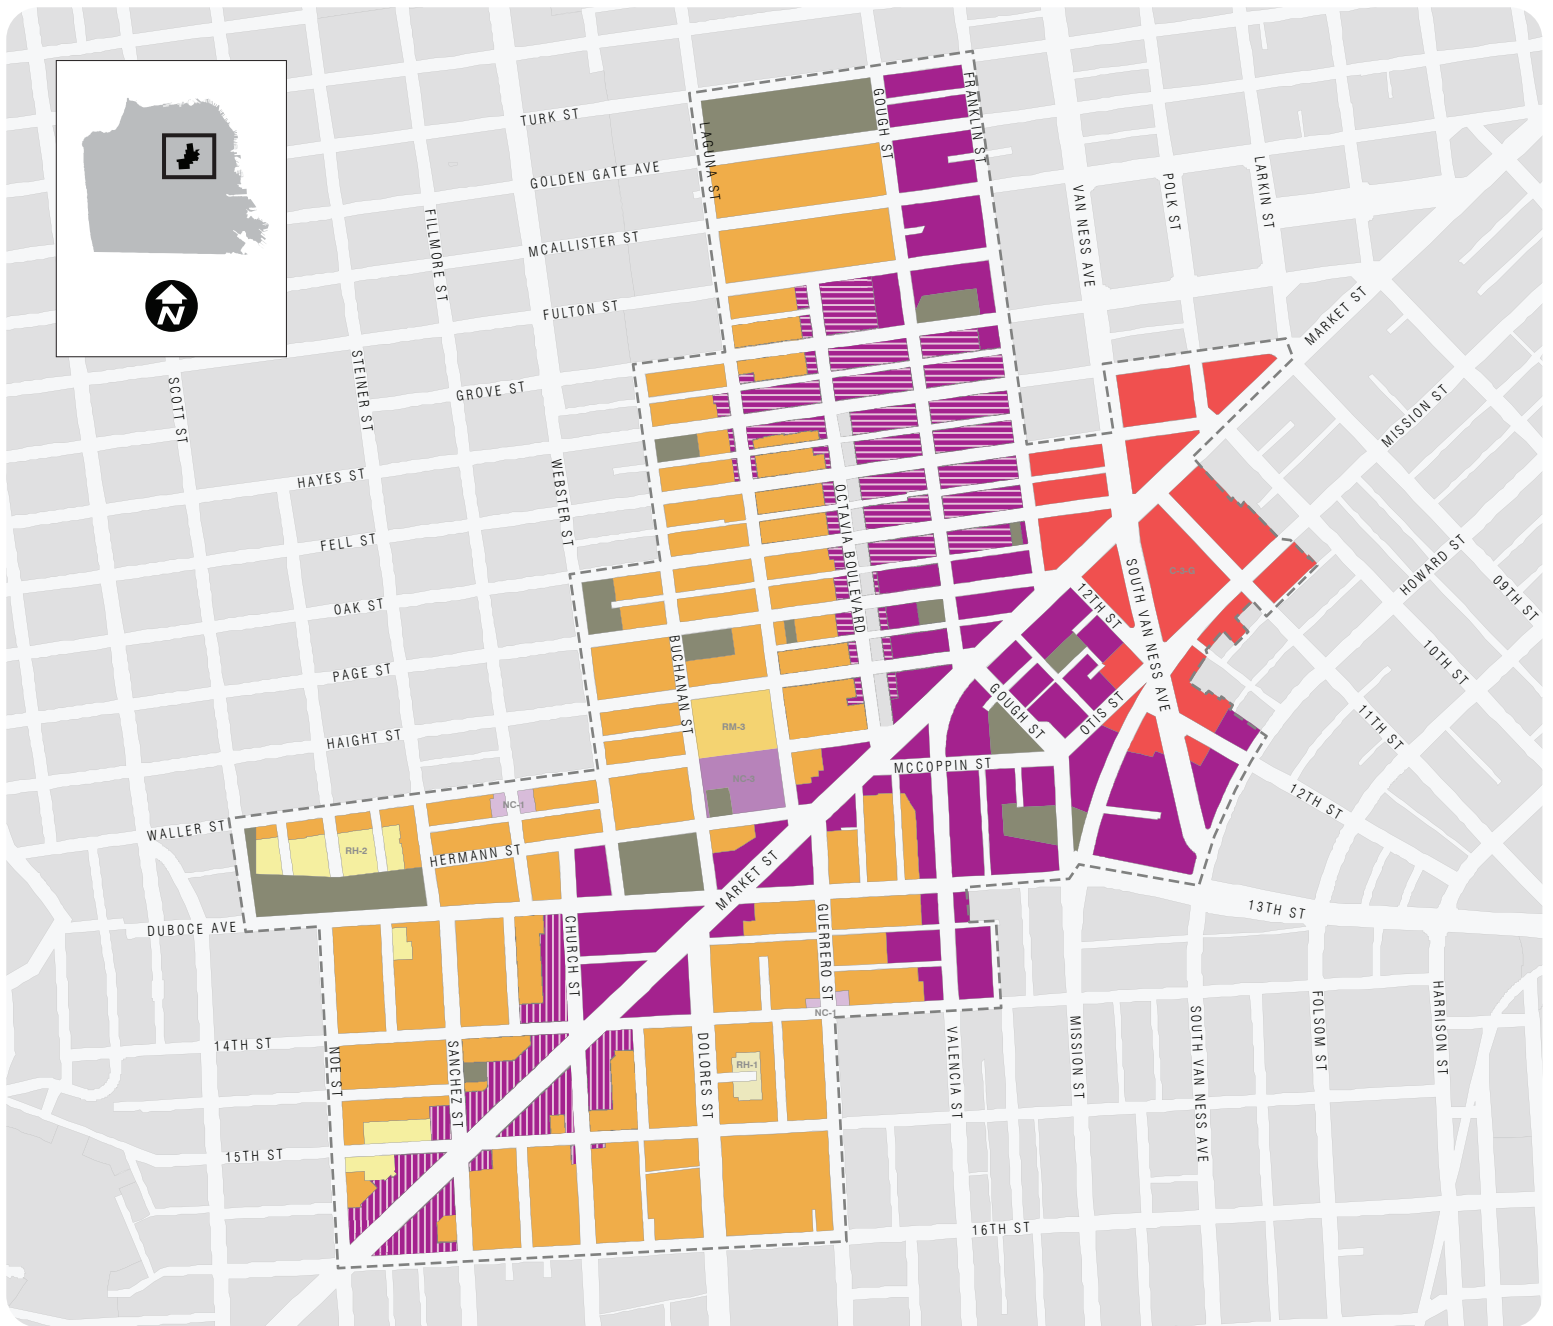 TURK ST
GOLDEN GATE AVE
MCALLISTER ST
FULTON ST
GROVE ST
HAYES ST
FELL ST
OAK ST
PAGE ST
HAIGHT ST
WALLER ST
HERMANN ST
DUBOCE AVE
14TH ST
15TH ST
16TH ST
SCOTT ST
STEINER ST
FILLMORE ST
WEBSTER ST
BUCHANAN ST
LAGUNA ST
OCTAVIA BOULEVARD
GOUGH ST
FRANKLIN ST
VAN NESS AVE
POLK ST
LARKIN ST
MARKET ST
MISSION ST
HOWARD ST
09TH ST
10TH ST
11TH ST
12TH ST
12TH ST
SOUTH VAN NESS AVE
C-3-G
GOUGH ST
OTIS ST
MCCOPPIN ST
13TH ST
RM-3
NC-3
NC-1
RH-2
MARKET ST
CHURCH ST
GUERRERO ST
NC-1
RH-1
NOE ST
SANCHEZ ST
DOLORES ST
VALENCIA ST
MISSION ST
SOUTH VAN NESS AVE
FOLSOM ST
HARRISON ST
N